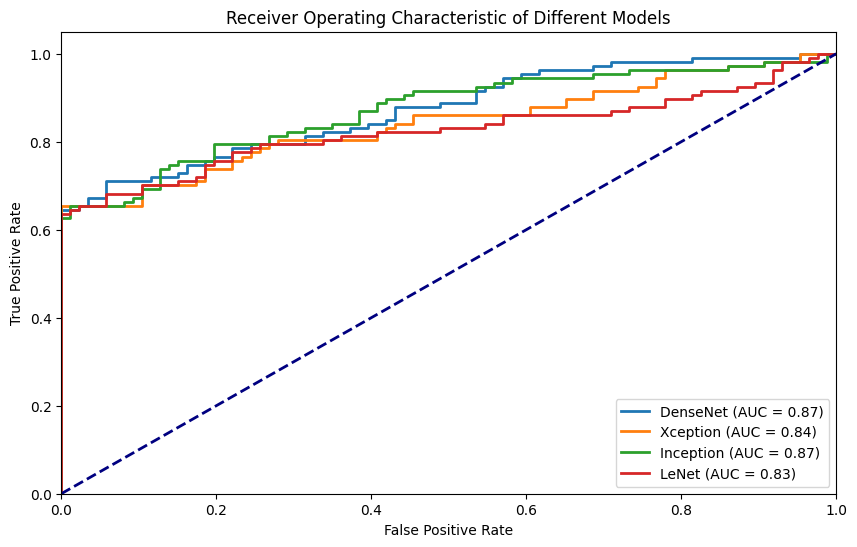 Receiver Operating Characteristic of Different Models
True Positive Rate
1.0
0.8
0.6
0.4
0.2
0.0
0.0 0.2 0.4 0.6 0.8 1.0
False Positive Rate
DenseNet (AUC = 0.87)
Xception (AUC = 0.84)
Inception (AUC = 0.87)
LeNet (AUC = 0.83)